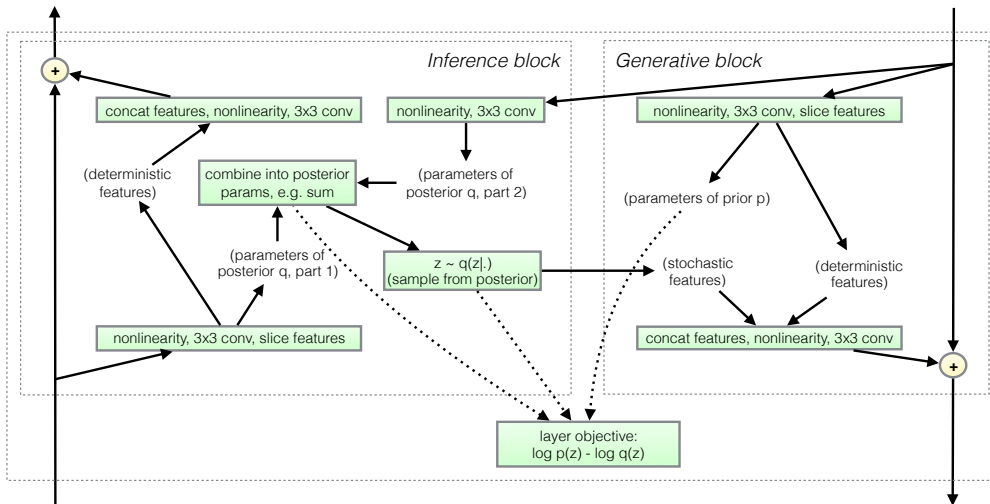 Inference block
Generative block
+
concat features, nonlinearity, 3x3 conv
nonlinearity, 3x3 conv
nonlinearity, 3x3 conv, slice features
(deterministic
features)
combine into posterior
params, e.g. sum
(parameters of
posterior q, part 2)
(parameters of prior p)
(parameters of
posterior q, part 1)
z ~ q(z|.)
(sample from posterior)
(stochastic
features)
(deterministic
features)
nonlinearity, 3x3 conv, slice features
concat features, nonlinearity, 3x3 conv
+
layer objective:
log p(z) - log q(z)